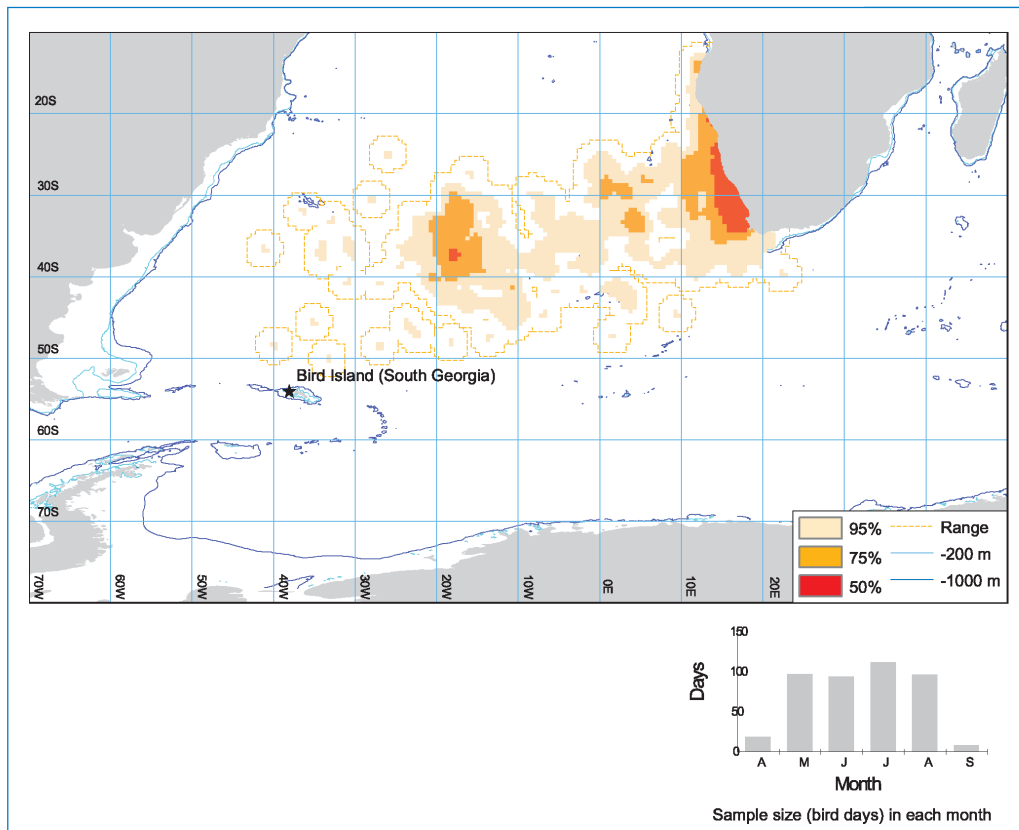 20S
30S
40S
50S
Bird Island (South Georgia)
60S
70S
70W
60W
50W
40W
30W
20W
10W
0E
10E
20E
95%
75%
50%
Range
-200 m
-1000 m
150
100
50
0
Days
A M J J A S
Month
Sample size (bird days) in each month